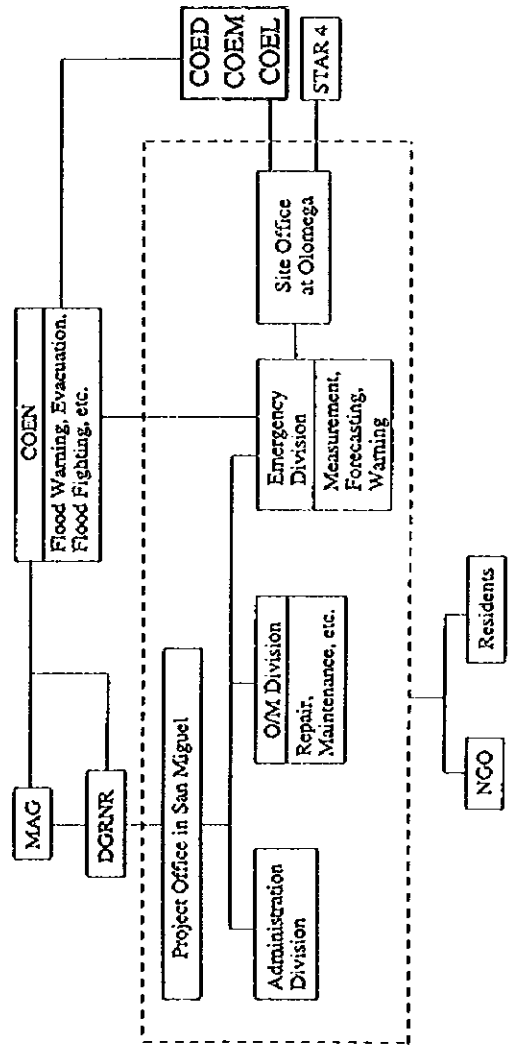 MAG
DGRNR
COEN
Flood Warning, Evacuation,
Flood Fighting, etc.
COED
COEM
COEL
STAR 4
Project Office in San Miguel
Administration
Division
O/M Division
Repair,
Maintenance, etc.
Emergency
Division
Measurement,
Forecasting,
Warning
Site Office
at Olomega
NGO
Residents